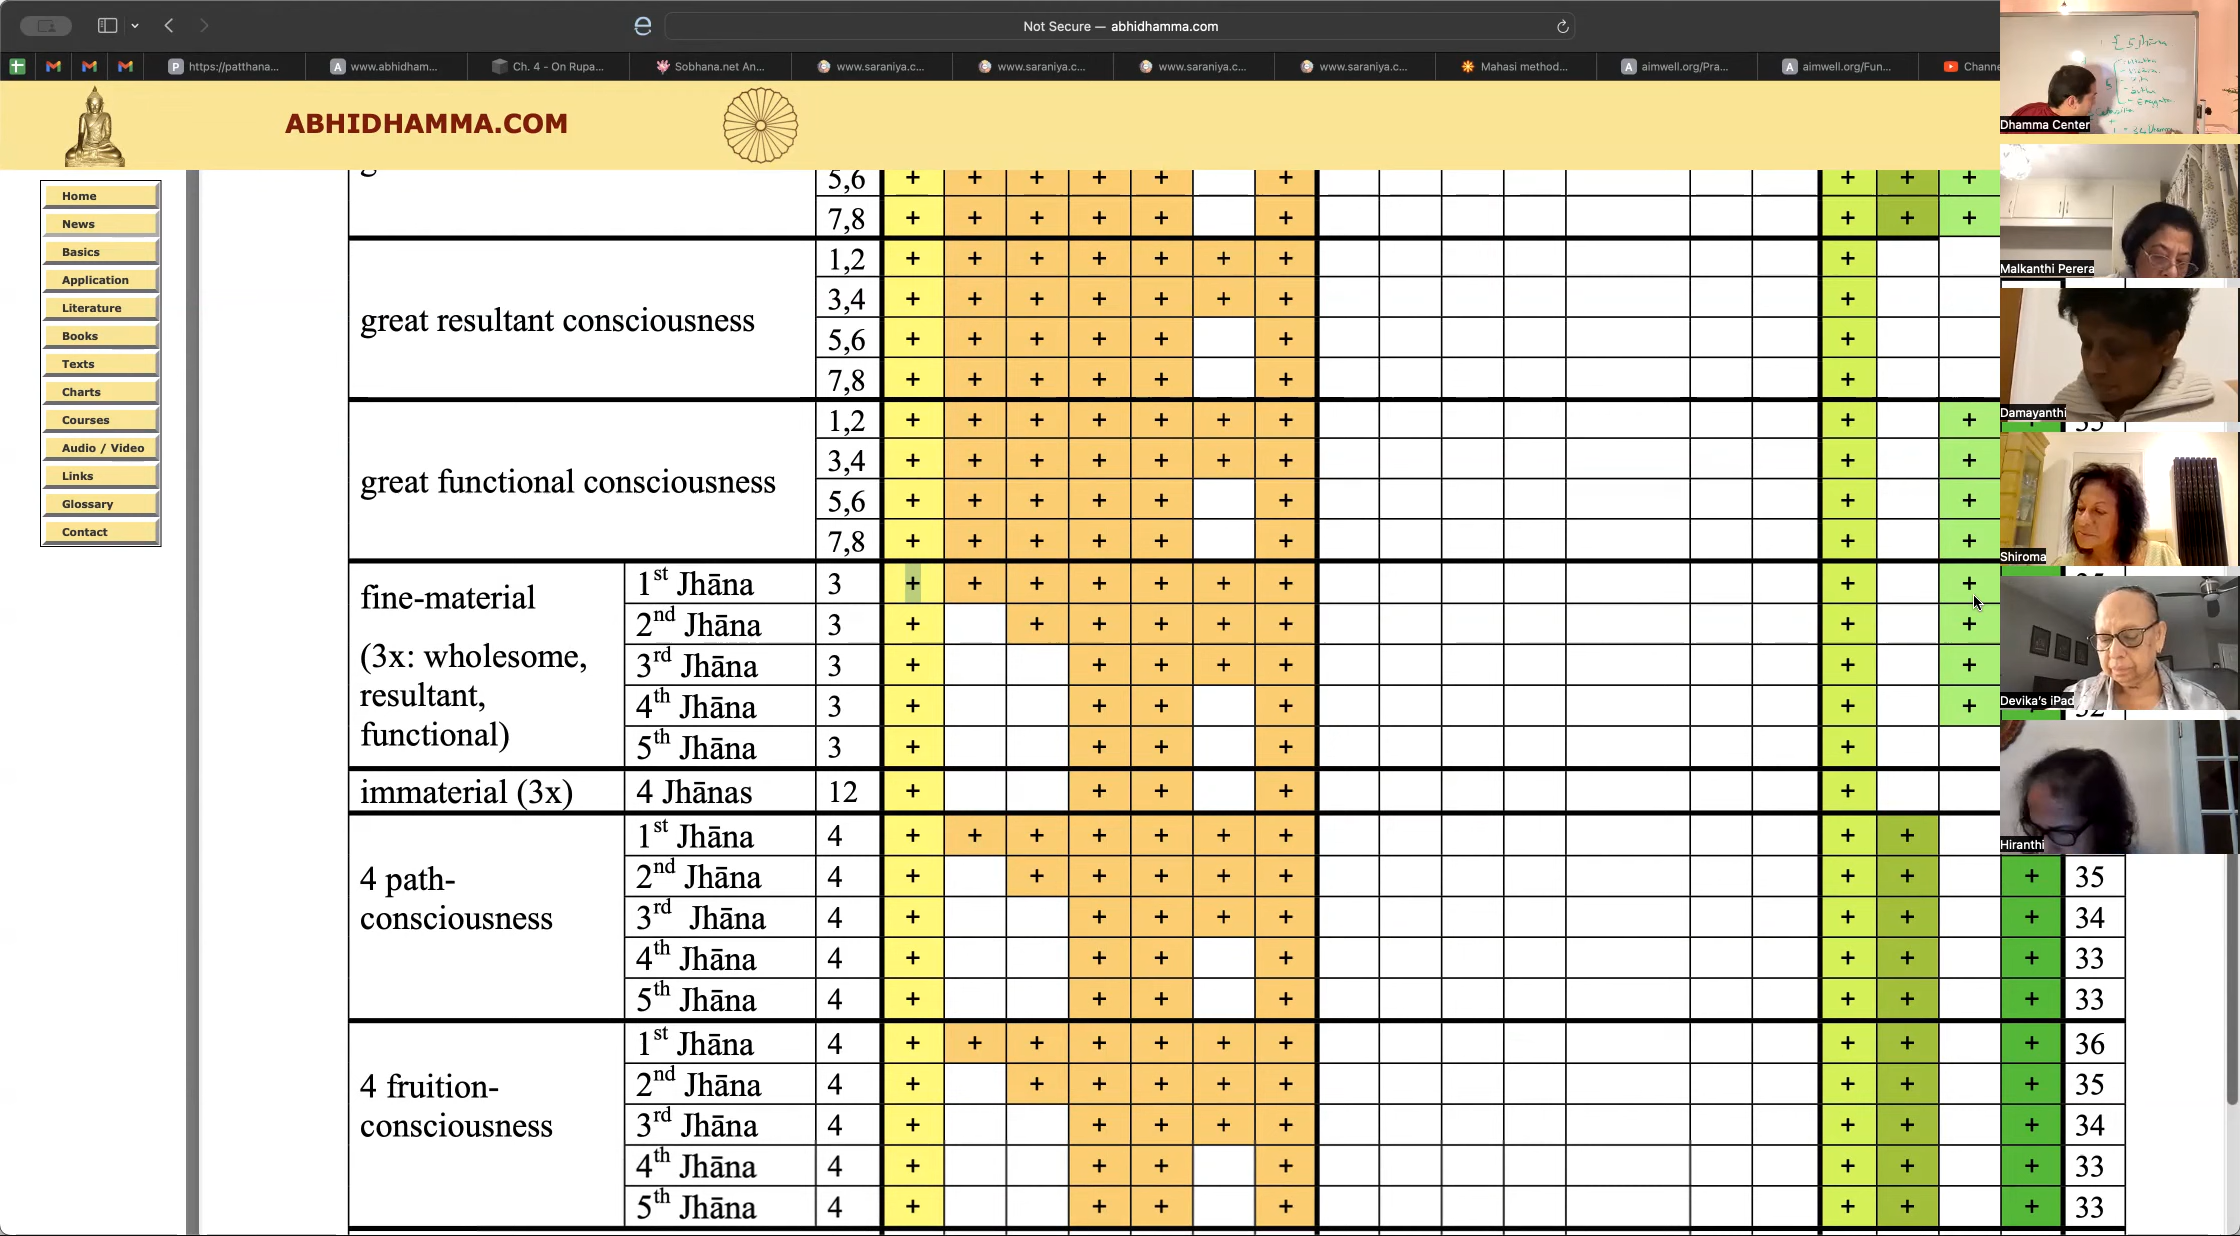 Not Secure — abhidhamma.com
https://patthana...
www.abhidham...
Ch. 4 - On Rupa...
Sobhana.net An...
www.saraniya.c...
www.saraniya.c...
www.saraniya.c...
www.saraniya.c...
Mahasi method...
aimwell.org/Pra...
aimwell.org/Fun...
Channe
ABHIDHAMMA.COM
Home
News
Basics
Application
Literature
Books
Texts
Charts
Courses
Audio / Video
Links
Glossary
Contact
5,6 + + + + + + + + +
7,8 + + + + + + + + +
great resultant consciousness
1,2 + + + + + + + +
3,4 + + + + + + + +
5,6 + + + + + + +
7,8 + + + + + + +
great functional consciousness
1,2 + + + + + + + + +
3,4 + + + + + + + + +
5,6 + + + + + + + +
7,8 + + + + + + + +
fine-material
(3x: wholesome,
resultant,
functional)
1st Jhāna 3 + + + + + + + + +
2nd Jhāna 3 + + + + + + + +
3rd Jhāna 3 + + + + + + +
4th Jhāna 3 + + + + + +
5th Jhāna 3 + + + + +
immaterial (3x) 4 Jhānas 12 + + + + +
4 path-
consciousness
1st Jhāna 4 + + + + + + + + +
2nd Jhāna 4 + + + + + + + + + 35
3rd Jhāna 4 + + + + + + + + 34
4th Jhāna 4 + + + + + + + 33
5th Jhāna 4 + + + + + + + 33
4 fruition-
consciousness
1st Jhāna 4 + + + + + + + + + + 36
2nd Jhāna 4 + + + + + + + + + 35
3rd Jhāna 4 + + + + + + + + 34
4th Jhāna 4 + + + + + + + 33
5th Jhāna 4 + + + + + + + 33
Dhamma Center
Malkanthi Perera
Damayanthi
Shiroma
Devika's iPad
Hiranthi